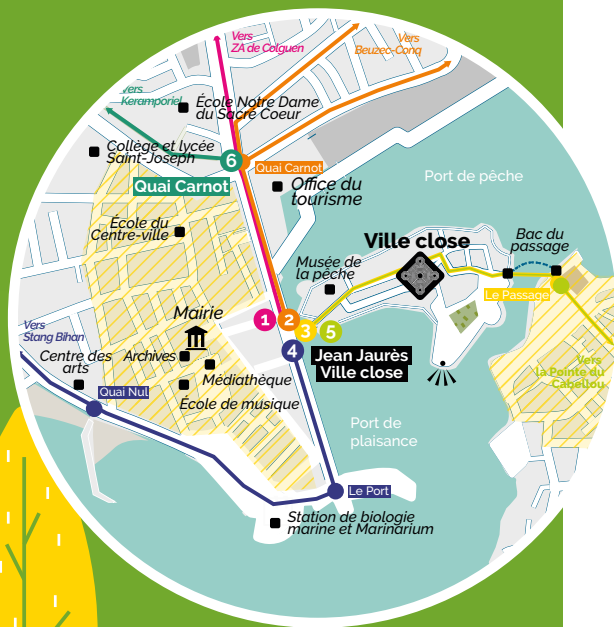 Vers
ZA de Colguen
Vers
Beuzec-Conq
Vers
Keramporiel
École Notre Dame
du Sacré Coeur
Collège et lycée
Saint-Joseph
6
Quai Carnot
Quai Carnot
Office du
tourisme
Port de pêche
École du
Centre-ville
Ville close
Bac du
passage
Musée de
la pêche
Le Passage
Mairie
1
2
3
5
4
Jean Jaurès
Ville close
Vers
Stang Bihan
Centre des
arts
Archives
Médiathèque
École de musique
Quai Nul
Vers
la Pointe du
Cabellou
Port de
plaisance
Le Port
Station de biologie
marine et Marinarium